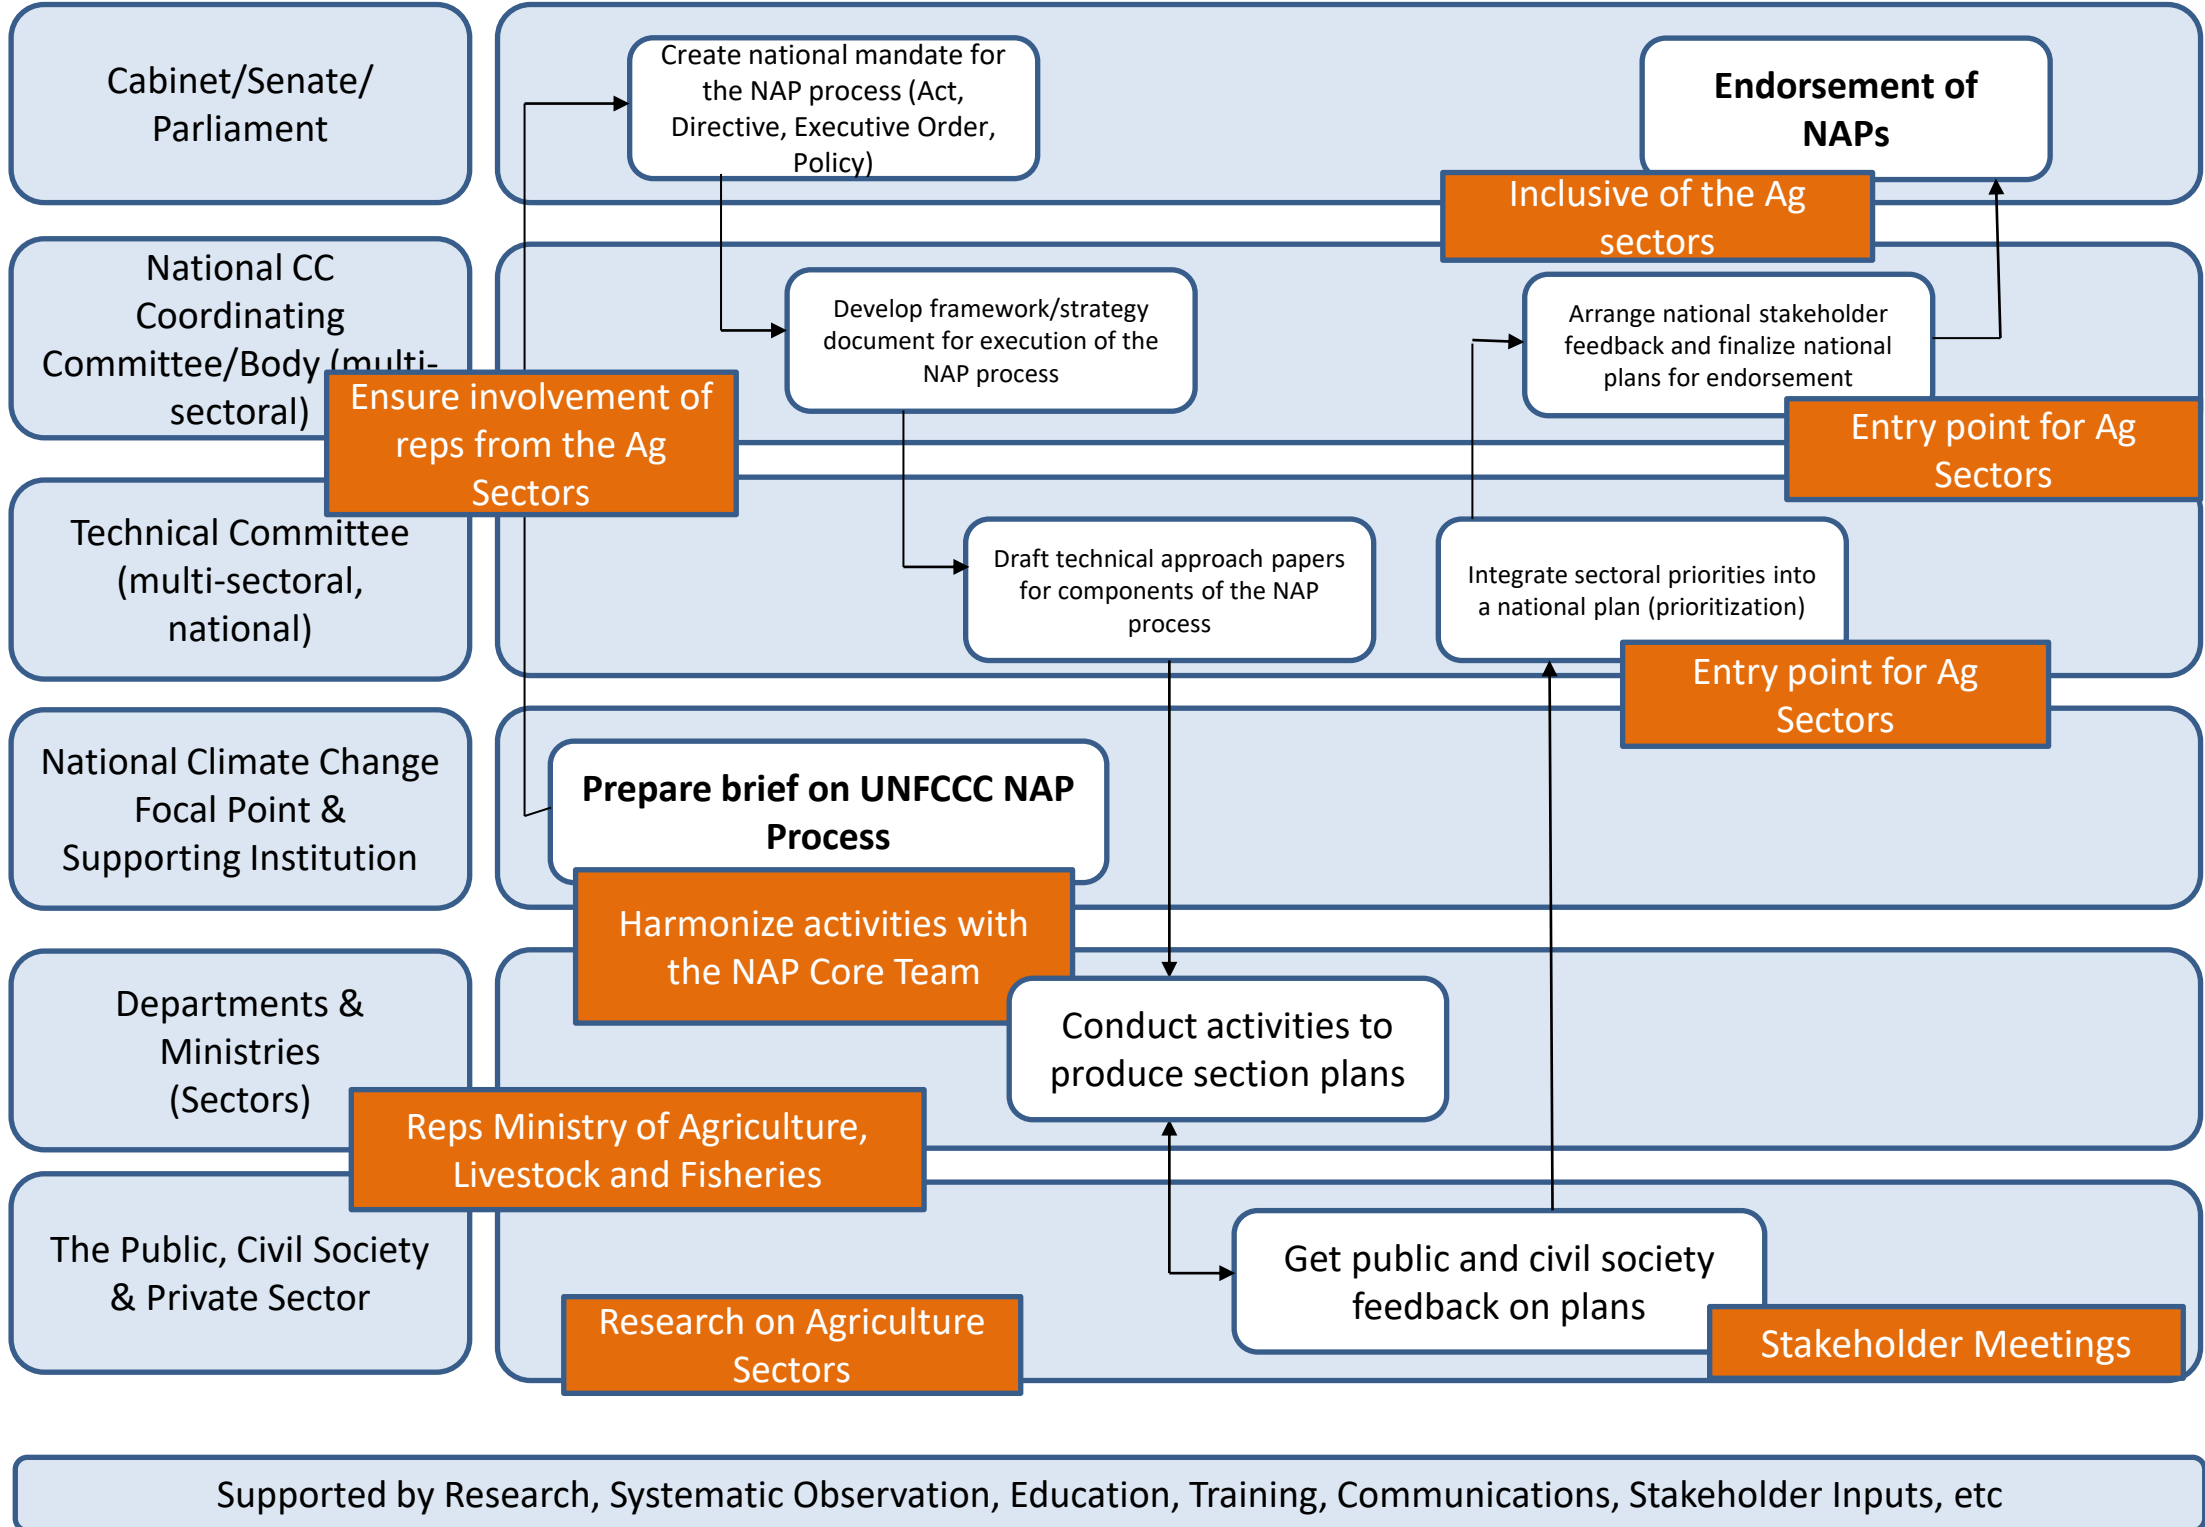 Cabinet/Senate/
Parliament
Create national mandate for
the NAP process (Act,
Directive, Executive Order,
Policy)
Endorsement of
NAPs
Inclusive of the Ag
sectors
National CC
Coordinating
Committee/Body (multi-
sectoral)
Ensure involvement of
reps from the Ag
Sectors
Develop framework/strategy
document for execution of the
NAP process
Arrange national stakeholder
feedback and finalize national
plans for endorsement
Entry point for Ag
Sectors
Technical Committee
(multi-sectoral,
national)
Draft technical approach papers
for components of the NAP
process
Integrate sectoral priorities into
a national plan (prioritization)
Entry point for Ag
Sectors
National Climate Change
Focal Point &
Supporting Institution
Prepare brief on UNFCCC NAP
Process
Harmonize activities with
the NAP Core Team
Departments &
Ministries
(Sectors)
Conduct activities to
produce section plans
Reps Ministry of Agriculture,
Livestock and Fisheries
The Public, Civil Society
& Private Sector
Get public and civil society
feedback on plans
Research on Agriculture
Sectors
Stakeholder Meetings
Supported by Research, Systematic Observation, Education, Training, Communications, Stakeholder Inputs, etc